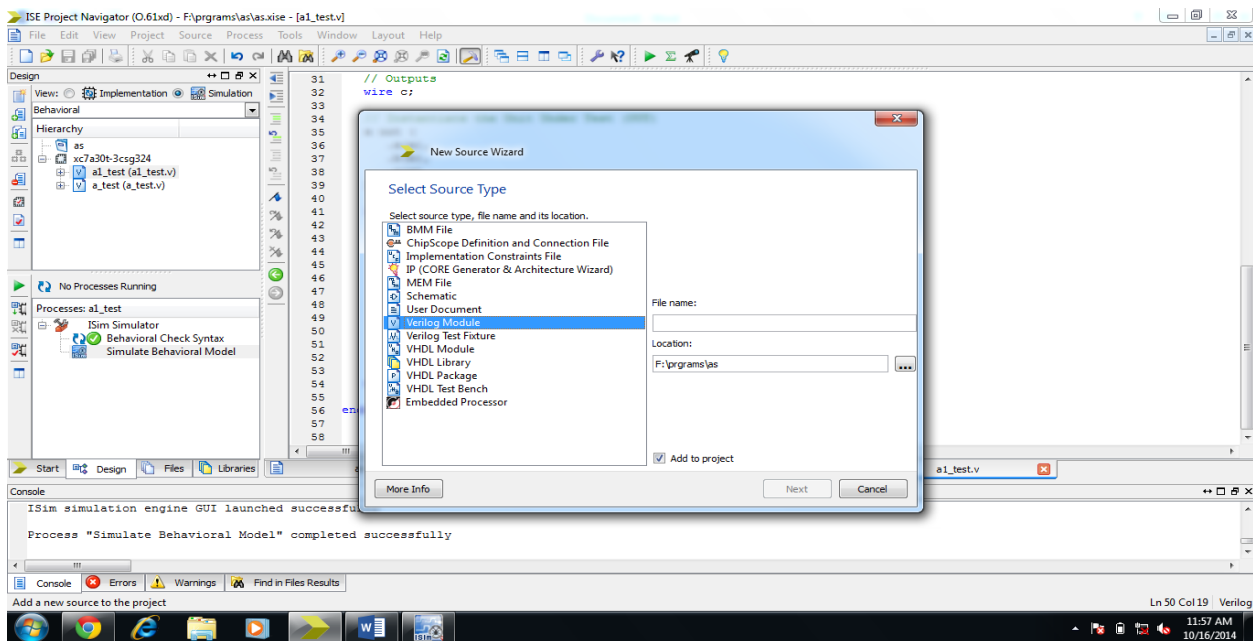 ISE Project Navigator (O.61xd) - F:\prgrams\as\as.xise - [a1_test.v]
File Edit View Project Source Process Tools Window Layout Help
Design
View: Implementation Simulation
Behavioral
Hierarchy
as
xc7a30t-3csg324
a1_test (a1_test.v)
a_test (a_test.v)
No Processes Running
Processes: a1_test
ISim Simulator
Behavioral Check Syntax
Simulate Behavioral Model
31 // Outputs
32 wire c;
33
34
35
36
37
38
39
40
41
42
43
44
45
46
47
48
49
50
51
52
53
54
55
56 en
57
58
New Source Wizard
Select Source Type
Select source type, file name and its location.
BMM File
ChipScope Definition and Connection File
Implementation Constraints File
IP (CORE Generator & Architecture Wizard)
MEM File
Schematic
User Document
Verilog Module
Verilog Test Fixture
VHDL Module
VHDL Library
VHDL Package
VHDL Test Bench
Embedded Processor
File name:
Location:
F:\prgrams\as
...
Add to project
More Info
Next
Cancel
Start Design Files Libraries
a1_test.v
Console
ISim simulation engine GUI launched successfu
Process "Simulate Behavioral Model" completed successfully
Console Errors Warnings Find in Files Results
Add a new source to the project
Ln 50 Col 19 Verilog
11:57 AM
10/16/2014